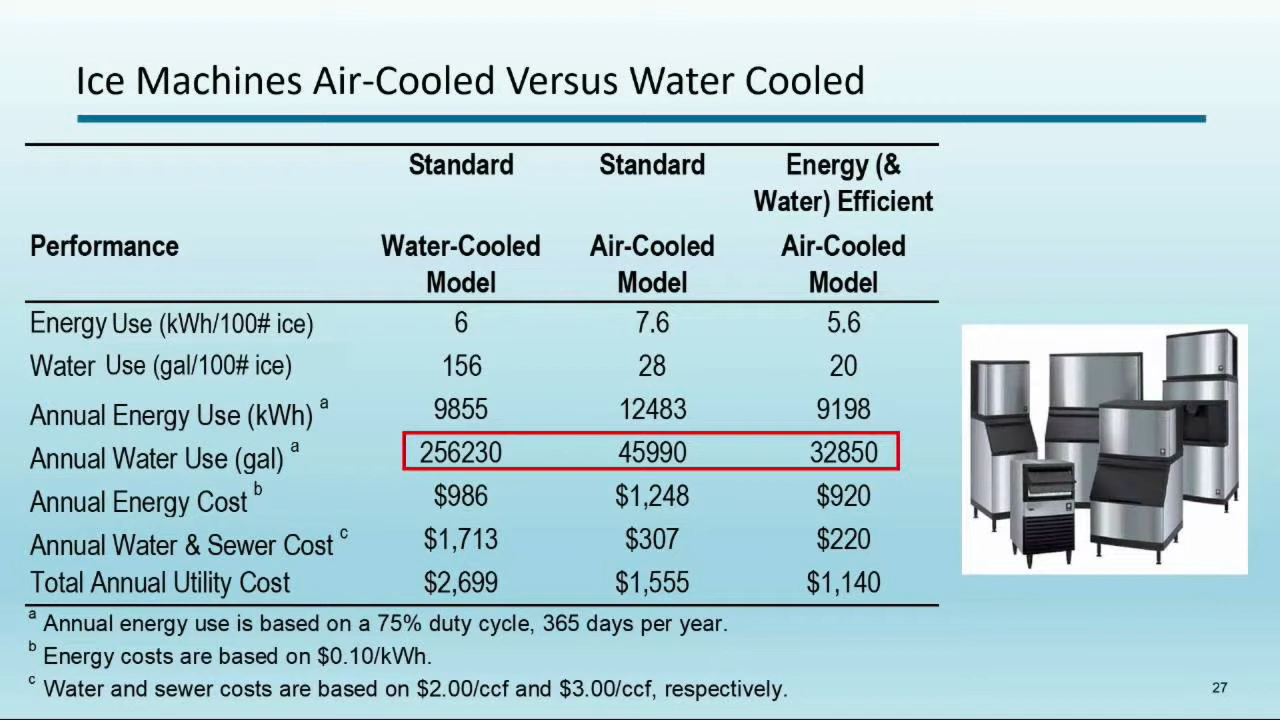 Ice Machines Air-Cooled Versus Water Cooled
Standard Standard Energy (&
Water) Efficient
Performance Water-Cooled Air-Cooled Air-Cooled
Model Model Model
Energy Use (kWh/100# ice) 6 7.6 5.6
Water Use (gal/100# ice) 156 28 20
Annual Energy Use (kWh) a 9855 12483 9198
Annual Water Use (gal) a 256230 45990 32850
Annual Energy Cost b $986 $1,248 $920
Annual Water & Sewer Cost c $1,713 $307 $220
Total Annual Utility Cost $2,699 $1,555 $1,140
a Annual energy use is based on a 75% duty cycle, 365 days per year.
b Energy costs are based on $0.10/kWh.
c Water and sewer costs are based on $2.00/ccf and $3.00/ccf, respectively.
27